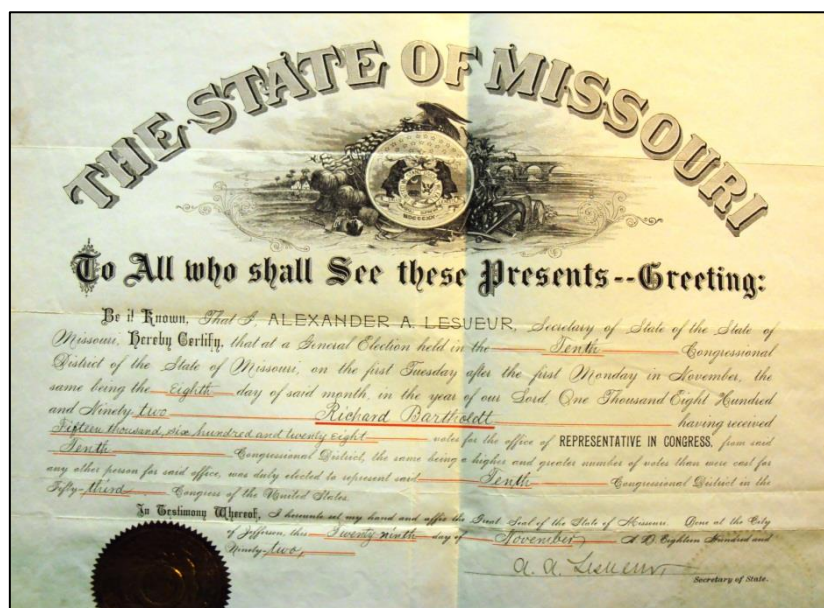 THE STATE OF MISSOURI
To All who shall See these Presents--Greeting:
Be it Known, That I, ALEXANDER A. LESUEUR, Secretary of State of the State of
Missouri, Hereby Certify, that at a General Election held in the Tenth Congressional
District of the State of Missouri, on the first Tuesday after the first Monday in November, the
same being the Eighth day of said month, in the year of our Lord One Thousand Eight Hundred
and Ninety-two Richard Bartholdt having received
Fifteen thousand, six hundred and twenty eight votes for the office of REPRESENTATIVE IN CONGRESS, from said
Tenth Congressional District, the same being a higher and greater number of votes than were cast for
any other person for said office, was duly elected to represent said Tenth Congressional District in the
Fifty-third Congress of the United States.
In Testimony Whereof, I hereunto set my hand and affix the Great Seal of the State of Missouri. Done at the City
of Jefferson, this Twenty ninth day of November A.D. Eighteen Hundred and
Ninety-two,
A. A. Lesueur
Secretary of State.